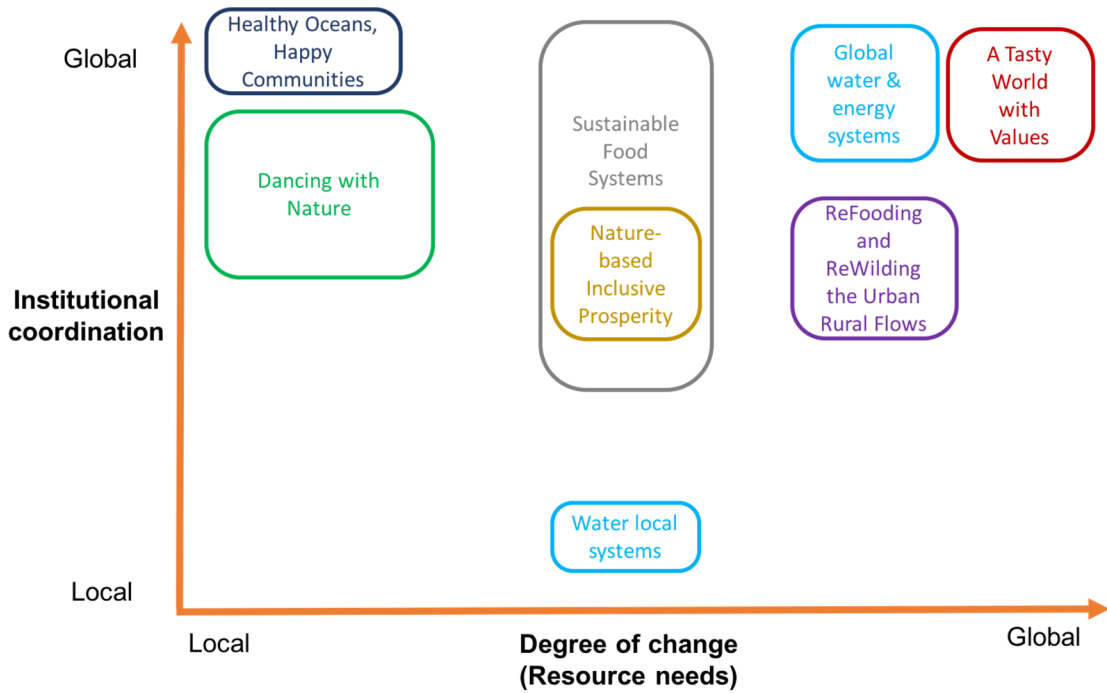 Global
Healthy Oceans,
Happy
Communities
Dancing with
Nature
Sustainable
Food
Systems
Nature-
based
Inclusive
Prosperity
Global
water &
energy
systems
A Tasty
World
with
Values
ReFooding
and
ReWilding
the Urban
Rural Flows
Institutional
coordination
Water local
systems
Local
Local
Degree of change
(Resource needs)
Global